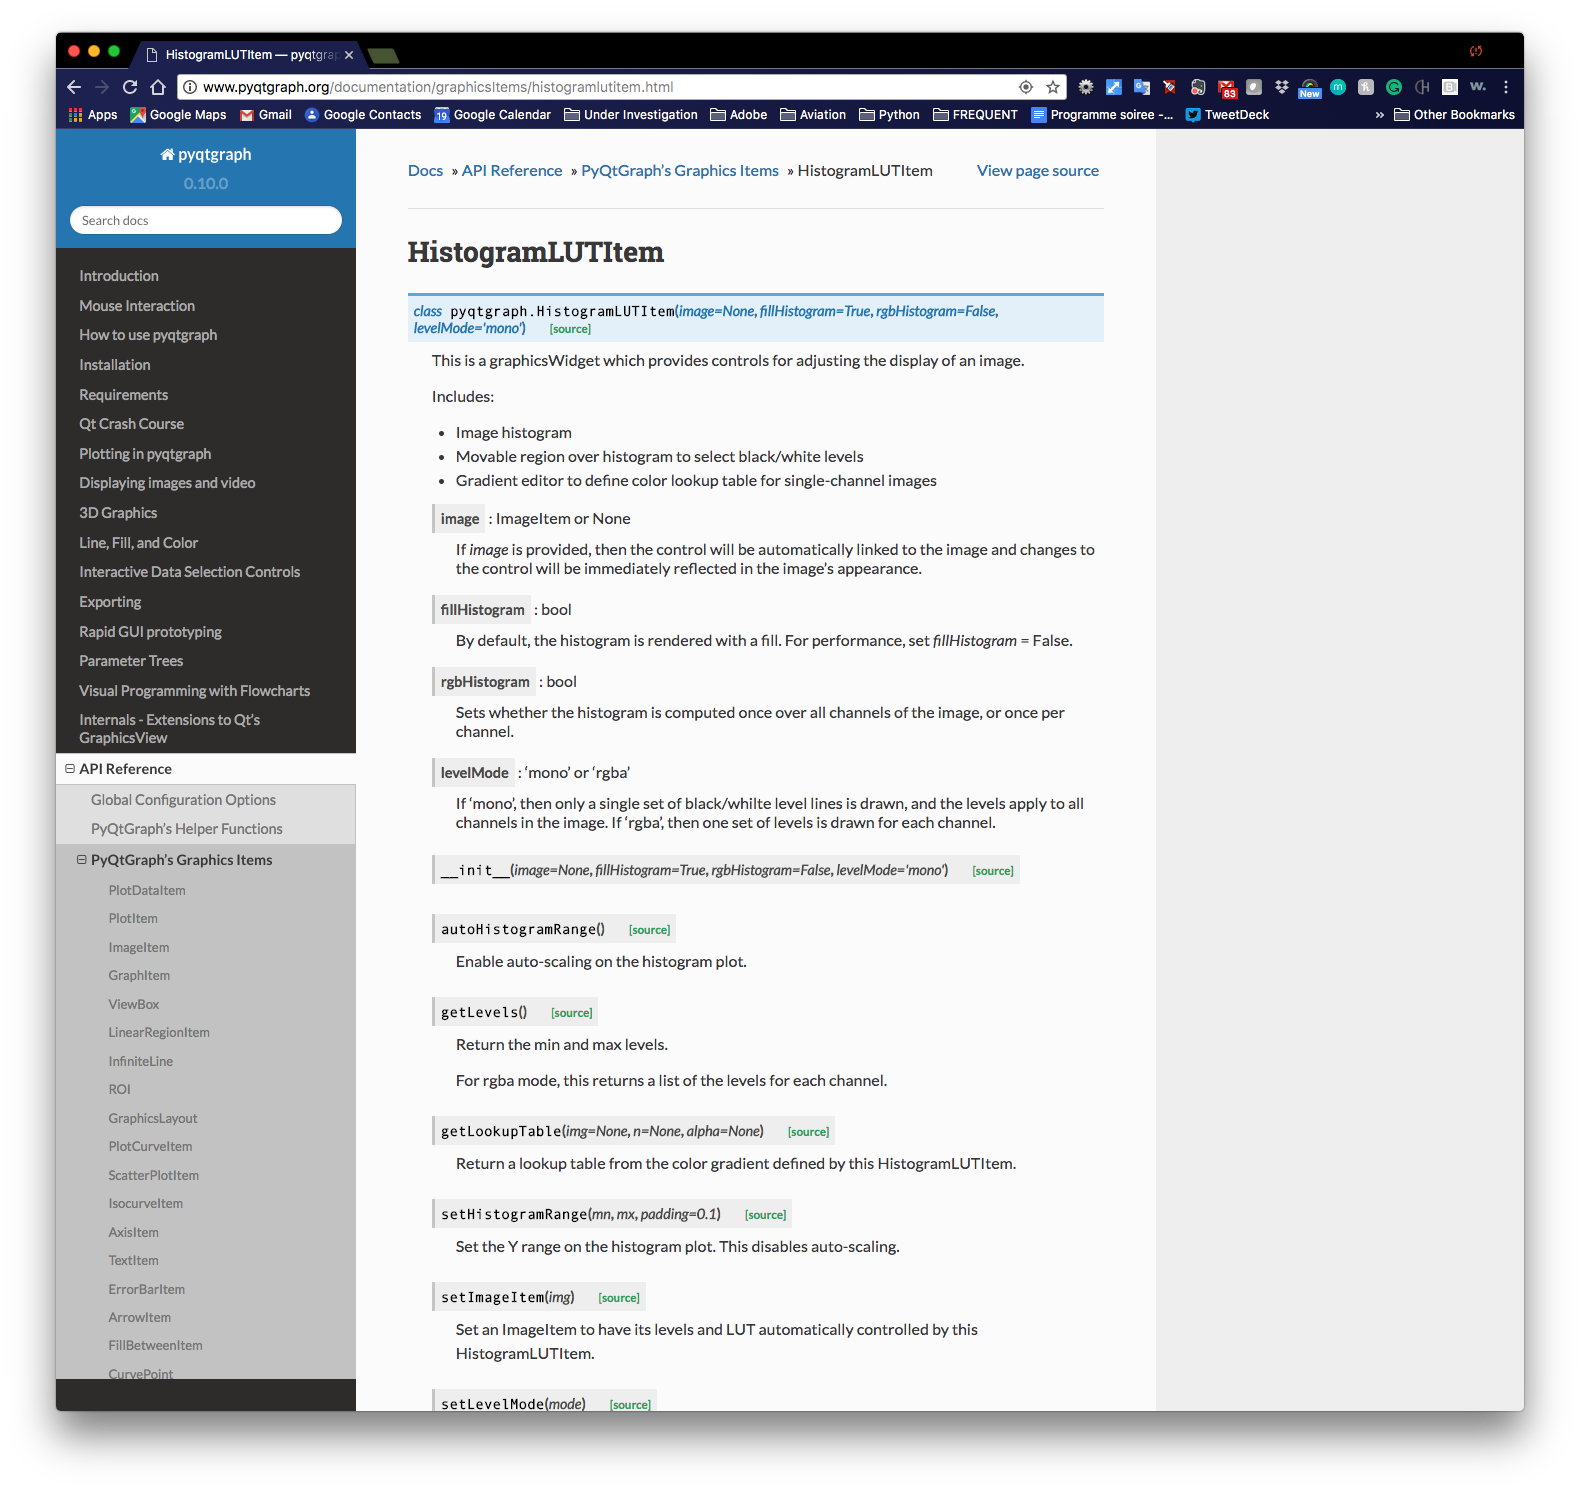 HistogramLUTItem — pyqtgra
www.pyqtgraph.org/documentation/graphicsItems/histogramlutitem.html
83
New
Apps
Google Maps
Gmail
Google Contacts
19 Google Calendar
Under Investigation
Adobe
Aviation
Python
FREQUENT
Programme soiree -...
TweetDeck
»
Other Bookmarks
pyqtgraph
0.10.0
Search docs
Introduction
Mouse Interaction
How to use pyqtgraph
Installation
Requirements
Qt Crash Course
Plotting in pyqtgraph
Displaying images and video
3D Graphics
Line, Fill, and Color
Interactive Data Selection Controls
Exporting
Rapid GUI prototyping
Parameter Trees
Visual Programming with Flowcharts
Internals - Extensions to Qt's
GraphicsView
API Reference
Global Configuration Options
PyQtGraph's Helper Functions
PyQtGraph's Graphics Items
PlotDataItem
PlotItem
ImageItem
GraphItem
ViewBox
LinearRegionItem
InfiniteLine
ROI
GraphicsLayout
PlotCurveItem
ScatterPlotItem
IsocurveItem
AxisItem
TextItem
ErrorBarItem
ArrowItem
FillBetweenItem
CurvePoint
Docs » API Reference » PyQtGraph's Graphics Items » HistogramLUTItem
View page source
HistogramLUTItem
class pyqtgraph.HistogramLUTItem(image=None, fillHistogram=True, rgbHistogram=False,
levelMode='mono') [source]
This is a graphicsWidget which provides controls for adjusting the display of an image.
Includes:
• Image histogram
• Movable region over histogram to select black/white levels
• Gradient editor to define color lookup table for single-channel images
image : ImageItem or None
If image is provided, then the control will be automatically linked to the image and changes to
the control will be immediately reflected in the image's appearance.
fillHistogram : bool
By default, the histogram is rendered with a fill. For performance, set fillHistogram = False.
rgbHistogram : bool
Sets whether the histogram is computed once over all channels of the image, or once per
channel.
levelMode : 'mono' or 'rgba'
If 'mono', then only a single set of black/whilte level lines is drawn, and the levels apply to all
channels in the image. If 'rgba', then one set of levels is drawn for each channel.
__init__(image=None, fillHistogram=True, rgbHistogram=False, levelMode='mono') [source]
autoHistogramRange() [source]
Enable auto-scaling on the histogram plot.
getLevels() [source]
Return the min and max levels.
For rgba mode, this returns a list of the levels for each channel.
getLookupTable(img=None, n=None, alpha=None) [source]
Return a lookup table from the color gradient defined by this HistogramLUTItem.
setHistogramRange(mn, mx, padding=0.1) [source]
Set the Y range on the histogram plot. This disables auto-scaling.
setImageItem(img) [source]
Set an ImageItem to have its levels and LUT automatically controlled by this
HistogramLUTItem.
setLevelMode(mode) [source]